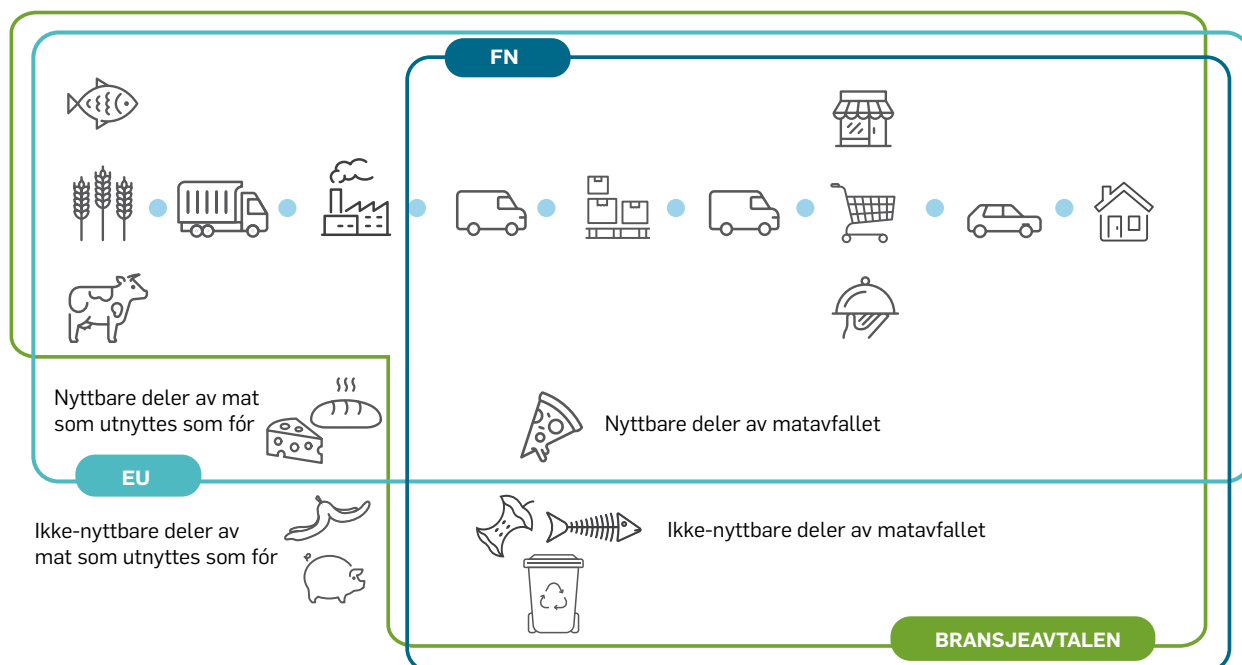 FN
Nyttbare deler av mat
som utnyttes som fór
Nyttbare deler av matavfallet
EU
Ikke-nyttbare deler av
mat som utnyttes som fór
Ikke-nyttbare deler av matavfallet
BRANSJEAVTALEN